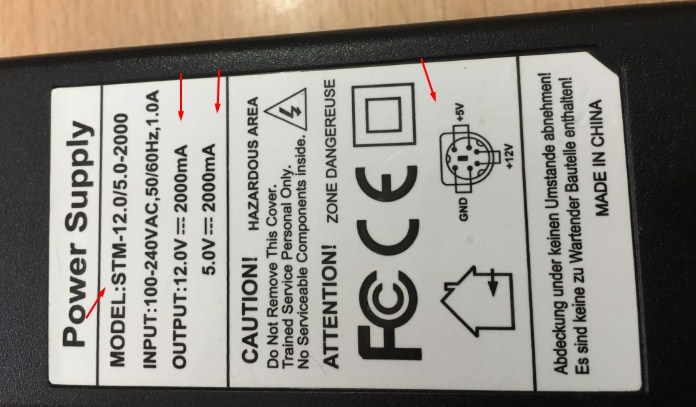 Power Supply
MODEL:STM-12.0/5.0-2000
INPUT:100-240VAC,50/60Hz,1.0A
OUTPUT:12.0V⎓2000mA
5.0V⎓2000mA
CAUTION! HAZARDOUS AREA
Do Not Remove This Cover.
Trained Service Personal Only.
No Serviceable Components inside.
ATTENTION! ZONE DANGEREUSE
FC CE
GND +5V
+12V
Abdeckung under keinen Umstande abnehmen!
Es sind keine zu Wartender Bauteile enthalten!
MADE IN CHINA